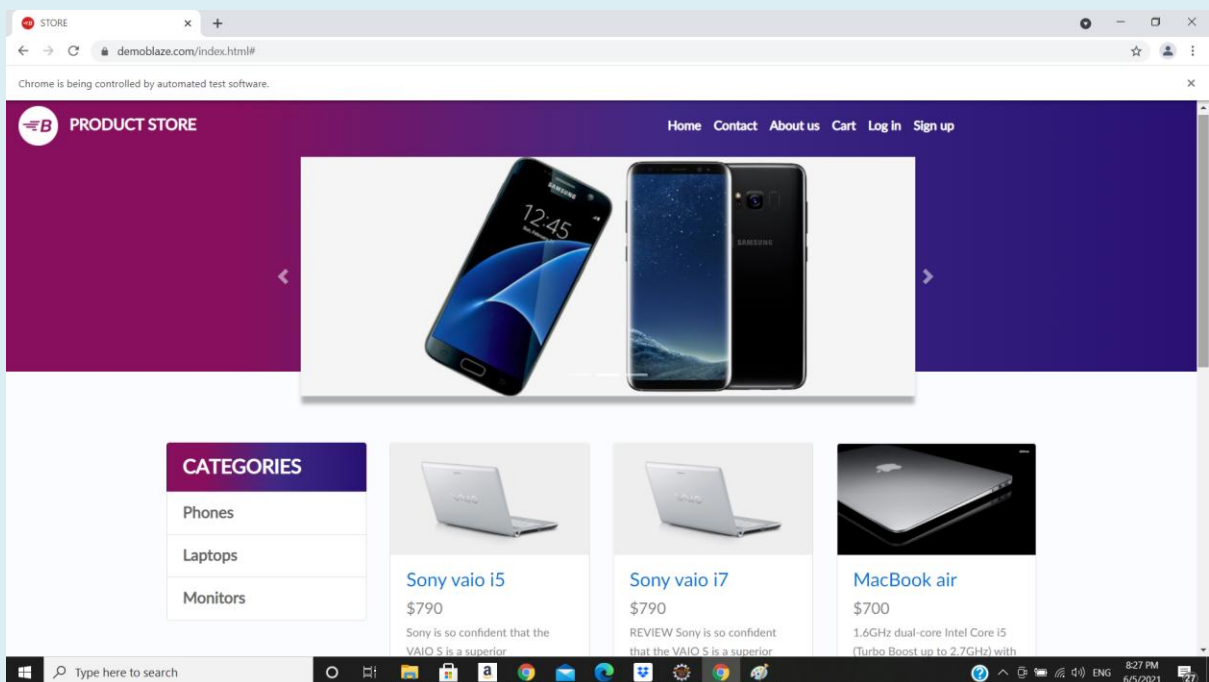 STORE
demoblaze.com/index.html#
Chrome is being controlled by automated test software.
B PRODUCT STORE
Home Contact About us Cart Log in Sign up
SAMSUNG
12:45
SAMSUNG
CATEGORIES
Phones
Laptops
Monitors
VAIO
Sony vaio i5
$790
Sony is so confident that the
VAIO S is a superior
VAIO
Sony vaio i7
$790
REVIEW Sony is so confident
that the VAIO S is a superior
MacBook air
$700
1.6GHz dual-core Intel Core i5
(Turbo Boost up to 2.7GHz) with
Type here to search
a
ENG
8:27 PM
6/5/2021
27